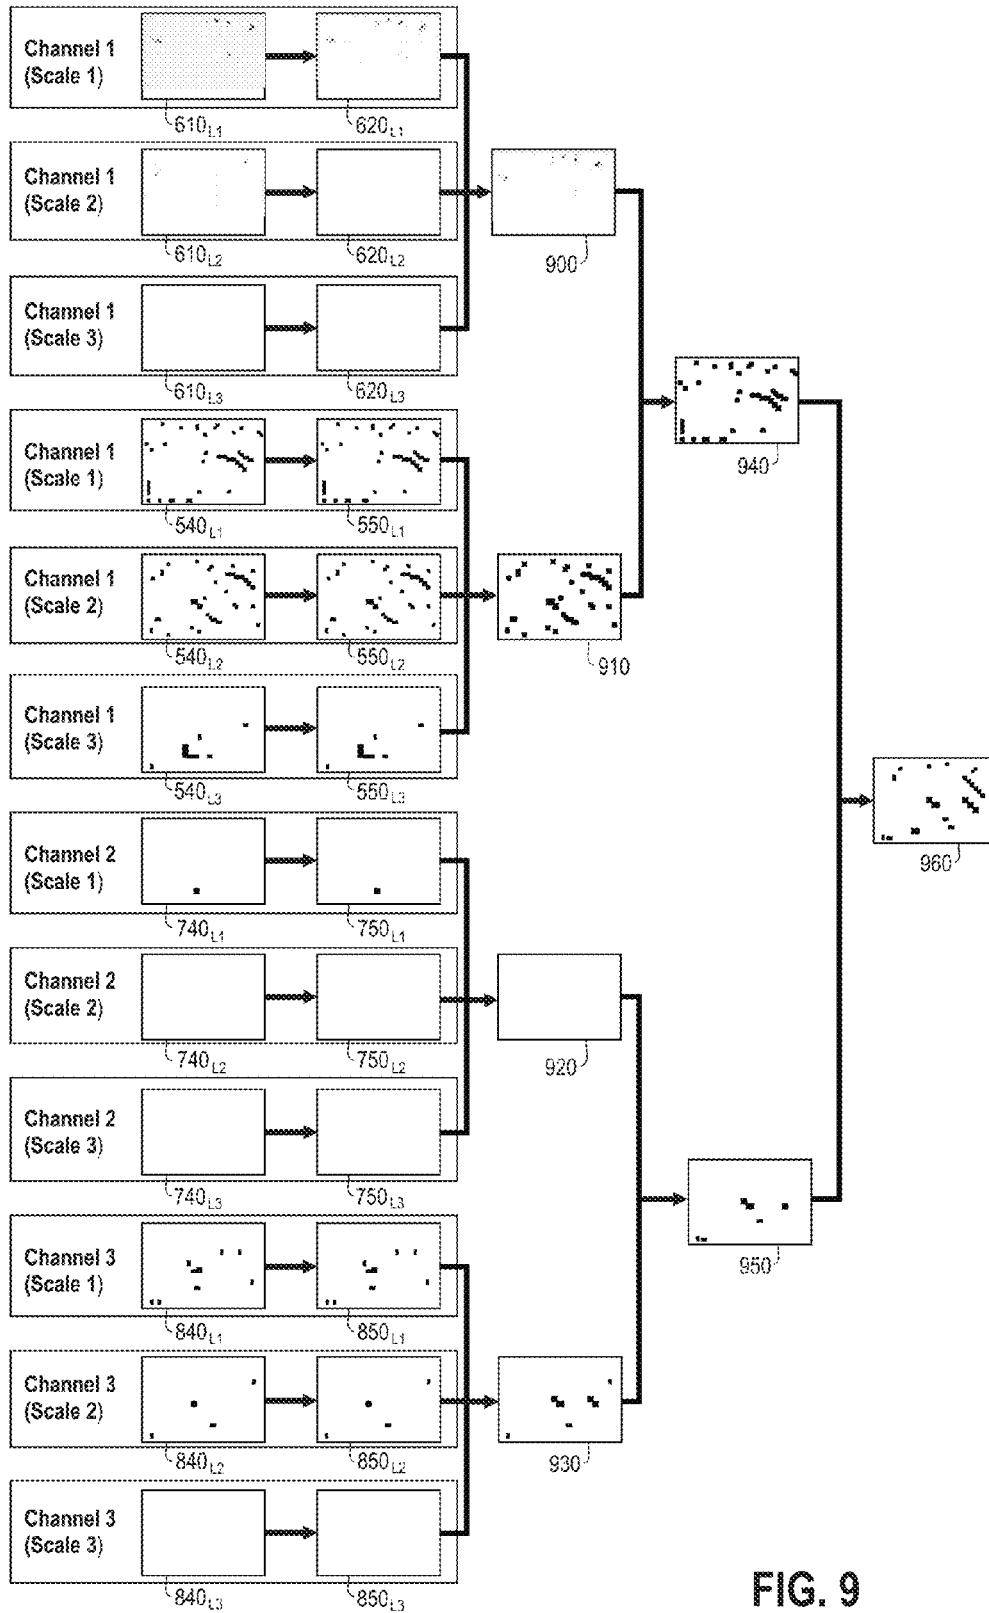 Channel 1
(Scale 1)
610L1
620L1
Channel 1
(Scale 2)
610L2
620L2
900
Channel 1
(Scale 3)
610L3
620L3
Channel 1
(Scale 1)
540L1
550L1
940
Channel 1
(Scale 2)
540L2
550L2
910
Channel 1
(Scale 3)
540L3
550L3
960
Channel 2
(Scale 1)
740L1
750L1
Channel 2
(Scale 2)
740L2
750L2
920
Channel 2
(Scale 3)
740L3
750L3
950
Channel 3
(Scale 1)
840L1
850L1
Channel 3
(Scale 2)
840L2
850L2
930
Channel 3
(Scale 3)
840L3
850L3
FIG. 9